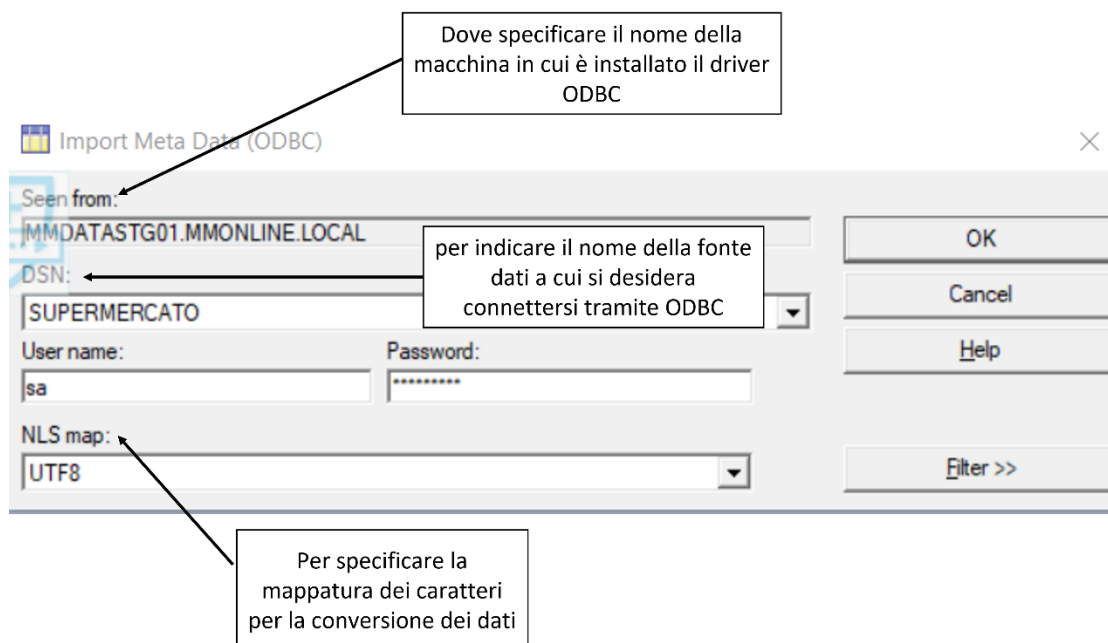 Dove specificare il nome della
macchina in cui è installato il driver
ODBC
Import Meta Data (ODBC)
Seen from:
MMDATASTG01.MMONLINE.LOCAL
OK
per indicare il nome della fonte
dati a cui si desidera
connettersi tramite ODBC
DSN:
SUPERMERCATO
Cancel
User name:
Password:
Help
sa
*********
NLS map:
UTF8
Filter >>
Per specificare la
mappatura dei caratteri
per la conversione dei dati